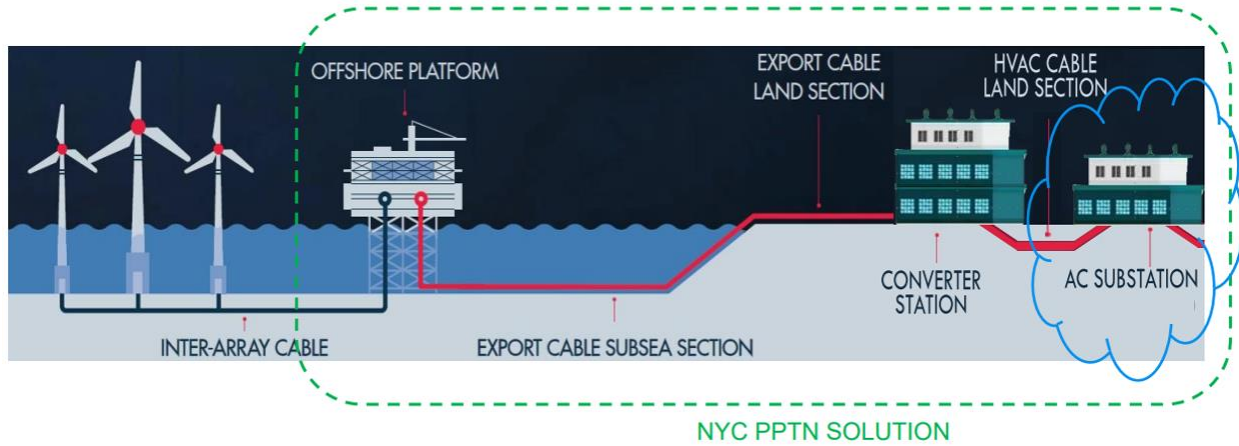 OFFSHORE PLATFORM
EXPORT CABLE
LAND SECTION
HVAC CABLE
LAND SECTION
CONVERTER
STATION
AC SUBSTATION
INTER-ARRAY CABLE
EXPORT CABLE SUBSEA SECTION
NYC PPTN SOLUTION